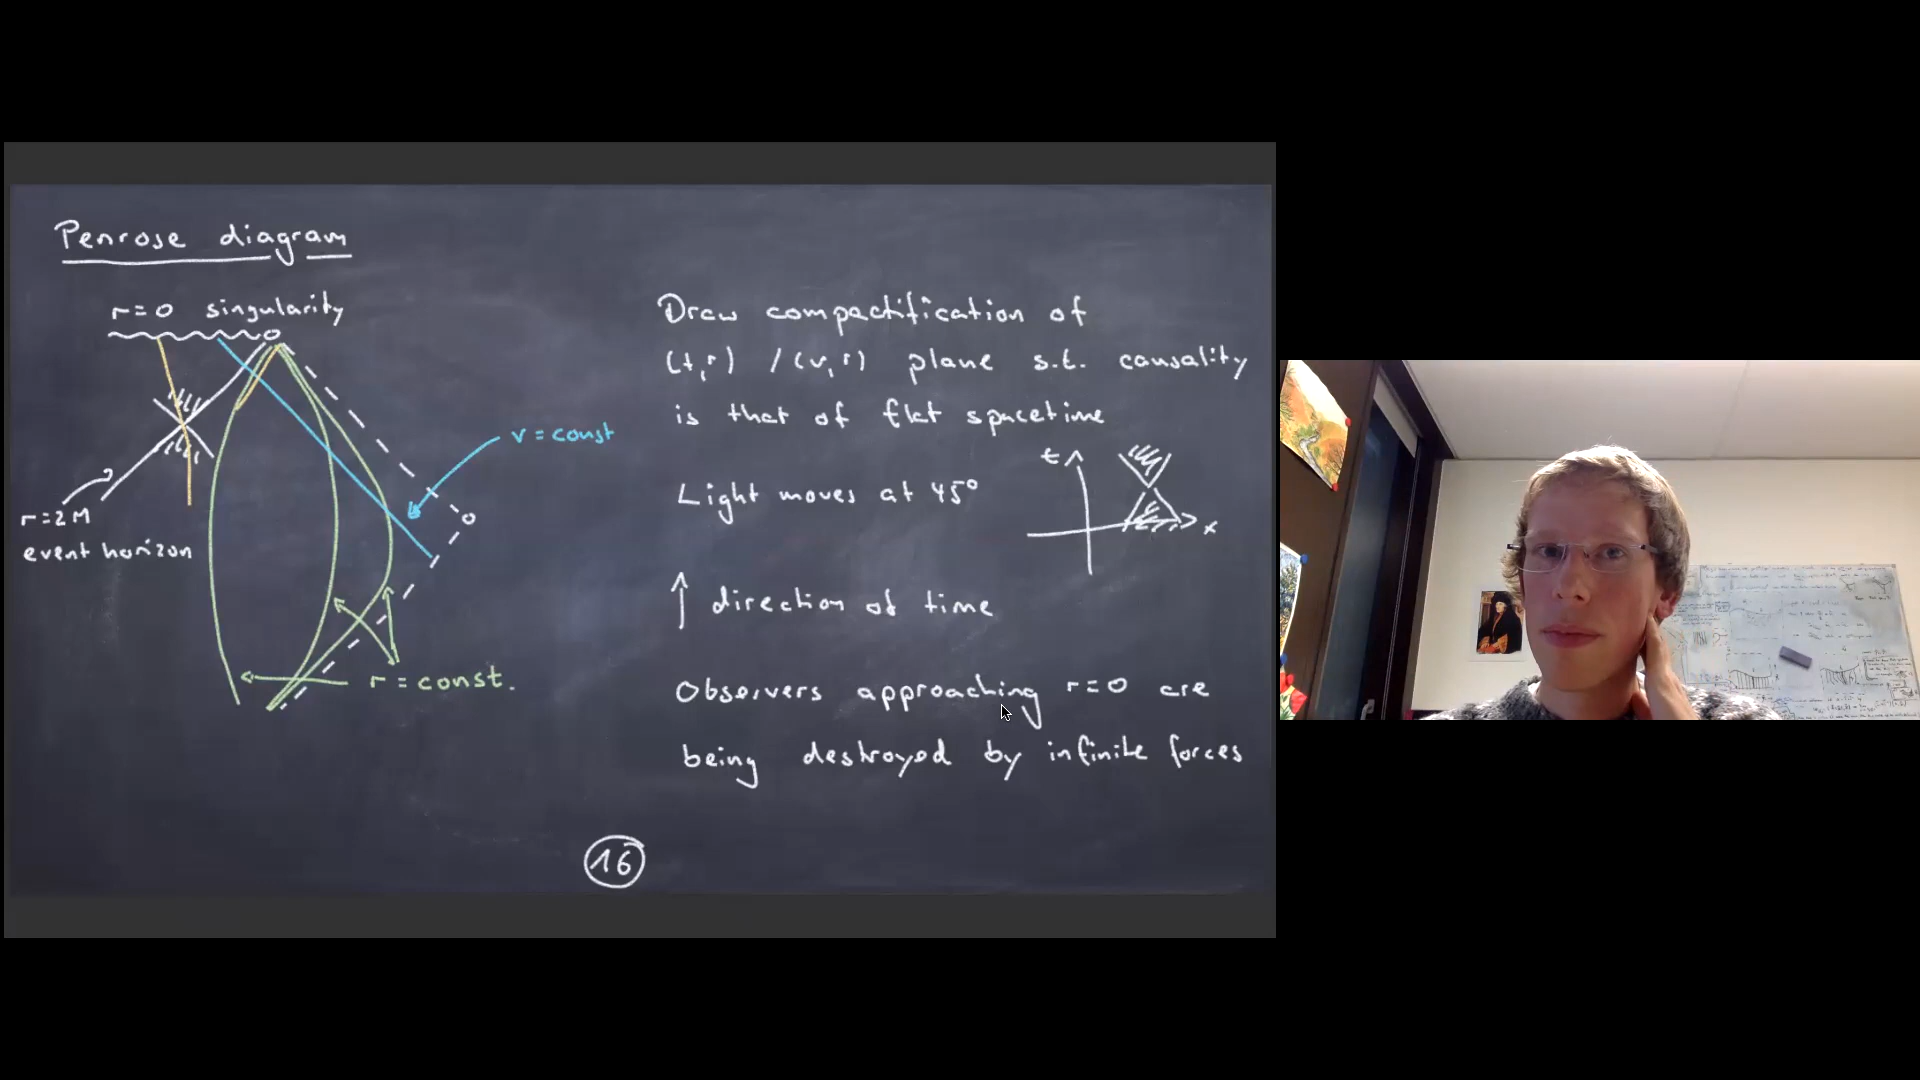 Penrose diagram
r=0 singularity
v = const
r=2M
event horizon
r = const.
Draw compactification of
(t,r) / (v,r) plane s.t. causality
is that of flat spacetime
Light moves at 45°
t
x
↑ direction of time
Observers approaching r=0 are
being destroyed by infinite forces
16